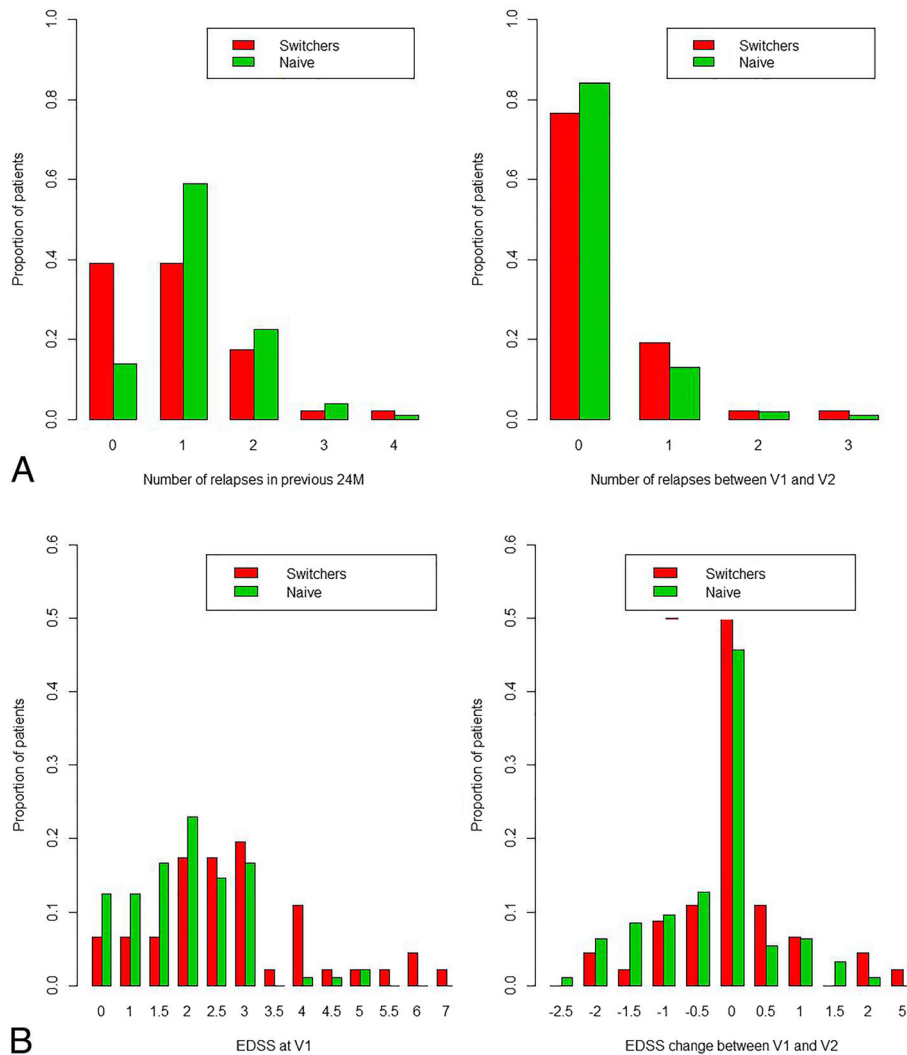 Switchers
Naive
Proportion of patients
1.0
0.8
0.6
0.4
0.2
0.0
0 1 2 3 4
Number of relapses in previous 24M
Switchers
Naive
Proportion of patients
1.0
0.8
0.6
0.4
0.2
0.0
0 1 2 3
Number of relapses between V1 and V2
A
Switchers
Naive
Proportion of patients
0.6
0.5
0.4
0.3
0.2
0.1
0.0
0 1 1.5 2 2.5 3 3.5 4 4.5 5 5.5 6 7
EDSS at V1
Switchers
Naive
Proportion of patients
0.6
0.5
0.4
0.3
0.2
0.1
0.0
-2.5 -2 -1.5 -1 -0.5 0 0.5 1 1.5 2 5
EDSS change between V1 and V2
B